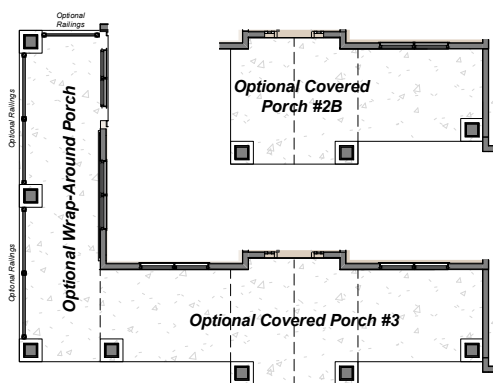 Optional
Railings
Optional Covered
Porch #2B
Optional Railings
Optional Wrap-Around Porch
Optional Railings
Optional Covered Porch #3